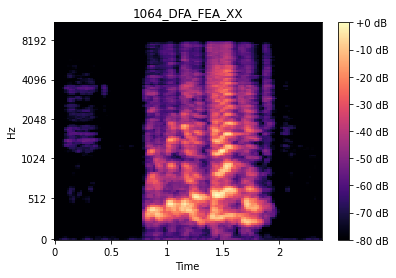 1064_DFA_FEA_XX
8192
4096
2048
1024
512
0
Hz
0
0.5
1
1.5
2
Time
+0 dB
-10 dB
-20 dB
-30 dB
-40 dB
-50 dB
-60 dB
-70 dB
-80 dB